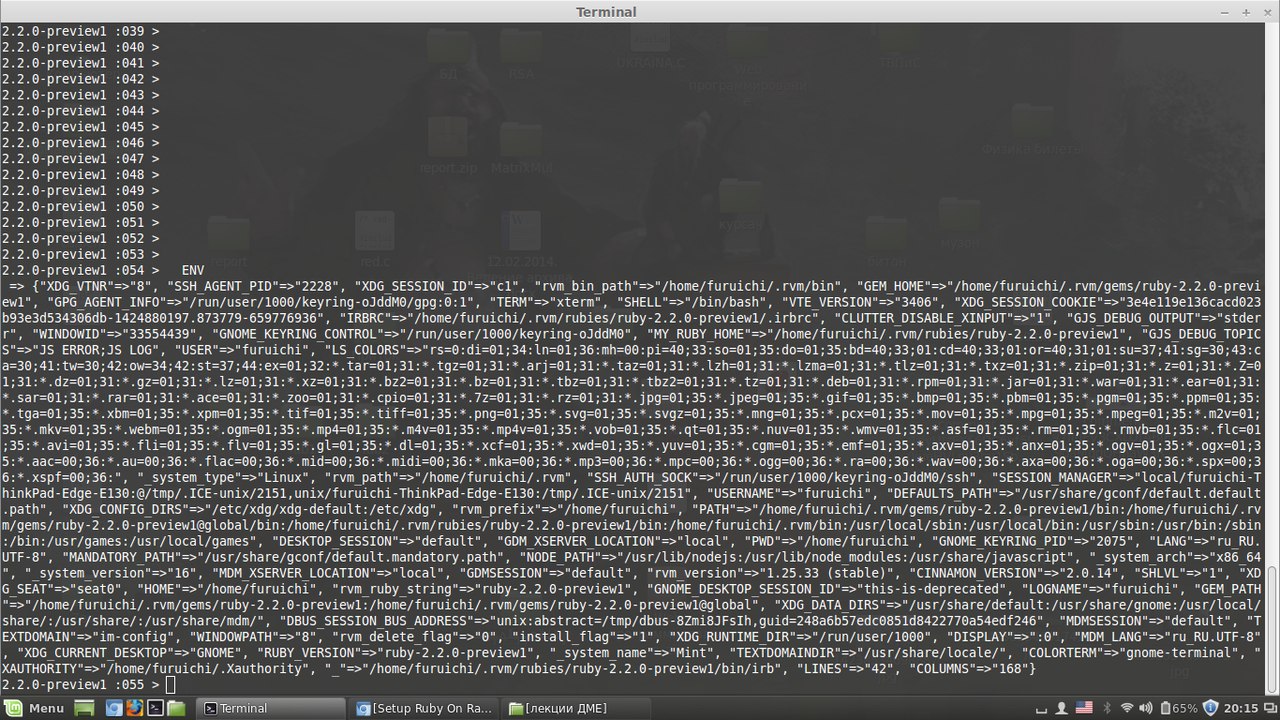 Terminal
2.2.0-preview1 :039 >
2.2.0-preview1 :040 >
2.2.0-preview1 :041 >
2.2.0-preview1 :042 >
2.2.0-preview1 :043 >
2.2.0-preview1 :044 >
2.2.0-preview1 :045 >
2.2.0-preview1 :046 >
2.2.0-preview1 :047 >
2.2.0-preview1 :048 >
2.2.0-preview1 :049 >
2.2.0-preview1 :050 >
2.2.0-preview1 :051 >
2.2.0-preview1 :052 >
2.2.0-preview1 :053 >
2.2.0-preview1 :054 >   ENV
 => {"XDG_VTNR"=>"8", "SSH_AGENT_PID"=>"2228", "XDG_SESSION_ID"=>"c1", "rvm_bin_path"=>"/home/furuichi/.rvm/bin", "GEM_HOME"=>"/home/furuichi/.rvm/gems/ruby-2.2.0-previ
ew1", "GPG_AGENT_INFO"=>"/run/user/1000/keyring-oJddM0/gpg:0:1", "TERM"=>"xterm", "SHELL"=>"/bin/bash", "VTE_VERSION"=>"3406", "XDG_SESSION_COOKIE"=>"3e4e119e136cacd023
b93e3d534306db-1424880197.873779-659776936", "IRBRC"=>"/home/furuichi/.rvm/rubies/ruby-2.2.0-preview1/.irbrc", "CLUTTER_DISABLE_XINPUT"=>"1", "GJS_DEBUG_OUTPUT"=>"stder
r", "WINDOWID"=>"33554439", "GNOME_KEYRING_CONTROL"=>"/run/user/1000/keyring-oJddM0", "MY_RUBY_HOME"=>"/home/furuichi/.rvm/rubies/ruby-2.2.0-preview1", "GJS_DEBUG_TOPIC
S"=>"JS ERROR;JS LOG", "USER"=>"furuichi", "LS_COLORS"=>"rs=0:di=01;34:ln=01;36:mh=00:pi=40;33:so=01;35:do=01;35:bd=40;33;01:cd=40;33;01:or=40;31;01:su=37;41:sg=30;43:c
a=30;41:tw=30;42:ow=34;42:st=37;44:ex=01;32:*.tar=01;31:*.tgz=01;31:*.arj=01;31:*.taz=01;31:*.lzh=01;31:*.lzma=01;31:*.tlz=01;31:*.txz=01;31:*.zip=01;31:*.z=01;31:*.Z=0
1;31:*.dz=01;31:*.gz=01;31:*.lz=01;31:*.xz=01;31:*.bz2=01;31:*.bz=01;31:*.tbz=01;31:*.tbz2=01;31:*.tz=01;31:*.deb=01;31:*.rpm=01;31:*.jar=01;31:*.war=01;31:*.ear=01;31:
*.sar=01;31:*.rar=01;31:*.ace=01;31:*.zoo=01;31:*.cpio=01;31:*.7z=01;31:*.rz=01;31:*.jpg=01;35:*.jpeg=01;35:*.gif=01;35:*.bmp=01;35:*.pbm=01;35:*.pgm=01;35:*.ppm=01;35:
*.tga=01;35:*.xbm=01;35:*.xpm=01;35:*.tif=01;35:*.tiff=01;35:*.png=01;35:*.svg=01;35:*.svgz=01;35:*.mng=01;35:*.pcx=01;35:*.mov=01;35:*.mpg=01;35:*.mpeg=01;35:*.m2v=01;
35:*.mkv=01;35:*.webm=01;35:*.ogm=01;35:*.mp4=01;35:*.m4v=01;35:*.mp4v=01;35:*.vob=01;35:*.qt=01;35:*.nuv=01;35:*.wmv=01;35:*.asf=01;35:*.rm=01;35:*.rmvb=01;35:*.flc=01
;35:*.avi=01;35:*.fli=01;35:*.flv=01;35:*.gl=01;35:*.dl=01;35:*.xcf=01;35:*.xwd=01;35:*.yuv=01;35:*.cgm=01;35:*.emf=01;35:*.axv=01;35:*.anx=01;35:*.ogv=01;35:*.ogx=01;3
5:*.aac=00;36:*.au=00;36:*.flac=00;36:*.mid=00;36:*.midi=00;36:*.mka=00;36:*.mp3=00;36:*.mpc=00;36:*.ogg=00;36:*.ra=00;36:*.wav=00;36:*.axa=00;36:*.oga=00;36:*.spx=00;3
6:*.xspf=00;36:", "_system_type"=>"Linux", "rvm_path"=>"/home/furuichi/.rvm", "SSH_AUTH_SOCK"=>"/run/user/1000/keyring-oJddM0/ssh", "SESSION_MANAGER"=>"local/furuichi-T
hinkPad-Edge-E130:@/tmp/.ICE-unix/2151,unix/furuichi-ThinkPad-Edge-E130:/tmp/.ICE-unix/2151", "USERNAME"=>"furuichi", "DEFAULTS_PATH"=>"/usr/share/gconf/default.default
.path", "XDG_CONFIG_DIRS"=>"/etc/xdg/xdg-default:/etc/xdg", "rvm_prefix"=>"/home/furuichi", "PATH"=>"/home/furuichi/.rvm/gems/ruby-2.2.0-preview1/bin:/home/furuichi/.rv
m/gems/ruby-2.2.0-preview1@global/bin:/home/furuichi/.rvm/rubies/ruby-2.2.0-preview1/bin:/home/furuichi/.rvm/bin:/usr/local/sbin:/usr/local/bin:/usr/sbin:/usr/bin:/sbin
:/bin:/usr/games:/usr/local/games", "DESKTOP_SESSION"=>"default", "GDM_XSERVER_LOCATION"=>"local", "PWD"=>"/home/furuichi", "GNOME_KEYRING_PID"=>"2075", "LANG"=>"ru_RU.
UTF-8", "MANDATORY_PATH"=>"/usr/share/gconf/default.mandatory.path", "NODE_PATH"=>"/usr/lib/nodejs:/usr/lib/node_modules:/usr/share/javascript", "_system_arch"=>"x86_64
", "_system_version"=>"16", "MDM_XSERVER_LOCATION"=>"local", "GDMSESSION"=>"default", "rvm_version"=>"1.25.33 (stable)", "CINNAMON_VERSION"=>"2.0.14", "SHLVL"=>"1", "XD
G_SEAT"=>"seat0", "HOME"=>"/home/furuichi", "rvm_ruby_string"=>"ruby-2.2.0-preview1", "GNOME_DESKTOP_SESSION_ID"=>"this-is-deprecated", "LOGNAME"=>"furuichi", "GEM_PATH
"=>"/home/furuichi/.rvm/gems/ruby-2.2.0-preview1:/home/furuichi/.rvm/gems/ruby-2.2.0-preview1@global", "XDG_DATA_DIRS"=>"/usr/share/default:/usr/share/gnome:/usr/local/
share/:/usr/share/:/usr/share/mdm/", "DBUS_SESSION_BUS_ADDRESS"=>"unix:abstract=/tmp/dbus-8Zmi8JFsIh,guid=248a6b57edc0851d8422770a54edf246", "MDMSESSION"=>"default", "T
EXTDOMAIN"=>"im-config", "WINDOWPATH"=>"8", "rvm_delete_flag"=>"0", "install_flag"=>"1", "XDG_RUNTIME_DIR"=>"/run/user/1000", "DISPLAY"=>":0", "MDM_LANG"=>"ru_RU.UTF-8"
, "XDG_CURRENT_DESKTOP"=>"GNOME", "RUBY_VERSION"=>"ruby-2.2.0-preview1", "_system_name"=>"Mint", "TEXTDOMAINDIR"=>"/usr/share/locale/", "COLORTERM"=>"gnome-terminal", "
XAUTHORITY"=>"/home/furuichi/.Xauthority", "_"=>"/home/furuichi/.rvm/rubies/ruby-2.2.0-preview1/bin/irb", "LINES"=>"42", "COLUMNS"=>"168"}
2.2.0-preview1 :055 >
БД
RSA
UKRAINA.C
report.zip
MatrixMul
Физика билеты
report
red.c
12.02.2014.
курсач
музон
jpg
Menu
Terminal
[Setup Ruby On Ra...
[лекции ДМЕ]
65%
20:15